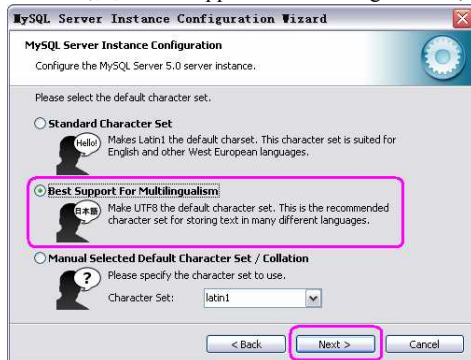 MySQL Server Instance Configuration Wizard
MySQL Server Instance Configuration
Configure the MySQL Server 5.0 server instance.
Please select the default character set.
Standard Character Set
Hello!
Makes Latin1 the default charset. This character set is suited for
English and other West European languages.
Best Support For Multilingualism
日本語
Make UTF8 the default character set. This is the recommended
character set for storing text in many different languages.
Manual Selected Default Character Set / Collation
?
Please specify the character set to use.
Character Set: latin1
< Back Next > Cancel